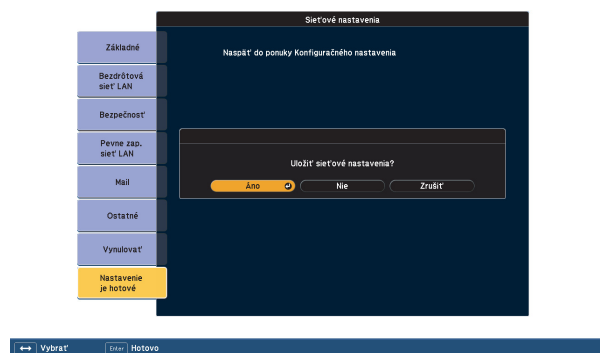 Sieťové nastavenia
Základné
Naspäť do ponuky Konfiguračného nastavenia
Bezdrôtová
sieť LAN
Bezpečnosť
Pevne zap.
sieť LAN
Uložiť sieťové nastavenia?
Mail
Áno
Nie
Zrušiť
Ostatné
Vynulovať
Nastavenie
je hotové
Vybrať
Enter
Hotovo